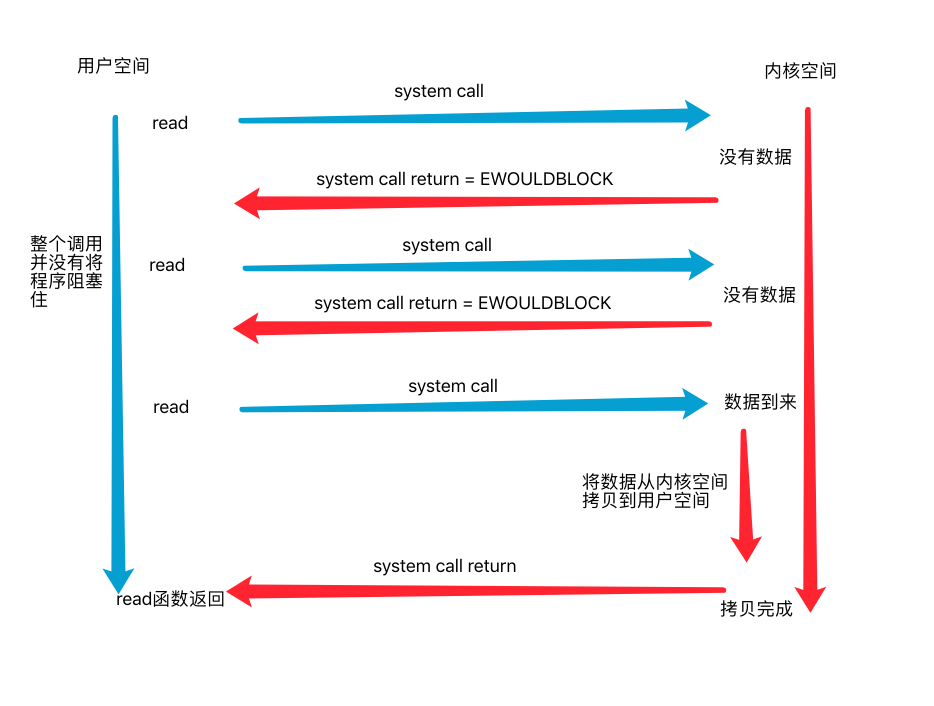 用户空间
内核空间
system call
read
没有数据
system call return = EWOULDBLOCK
整个调用
并没有将
程序阻塞
住
system call
read
没有数据
system call return = EWOULDBLOCK
system call
read
数据到来
将数据从内核空间
拷贝到用户空间
system call return
read函数返回
拷贝完成